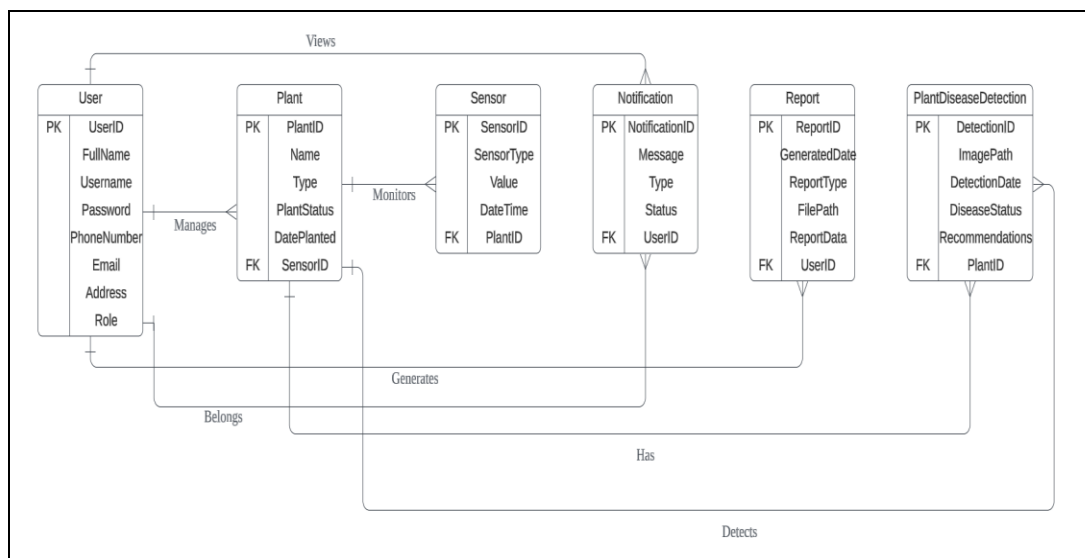 Views
User
PK UserID
FullName
Username
Password
PhoneNumber
Email
Address
Role
Plant
PK PlantID
Name
Type
PlantStatus
DatePlanted
FK SensorID
Sensor
PK SensorID
SensorType
Value
DateTime
FK PlantID
Notification
PK NotificationID
Message
Type
Status
FK UserID
Report
PK ReportID
GeneratedDate
ReportType
FilePath
ReportData
FK UserID
PlantDiseaseDetection
PK DetectionID
ImagePath
DetectionDate
DiseaseStatus
Recommendations
FK PlantID
Manages
Monitors
Generates
Belongs
Has
Detects